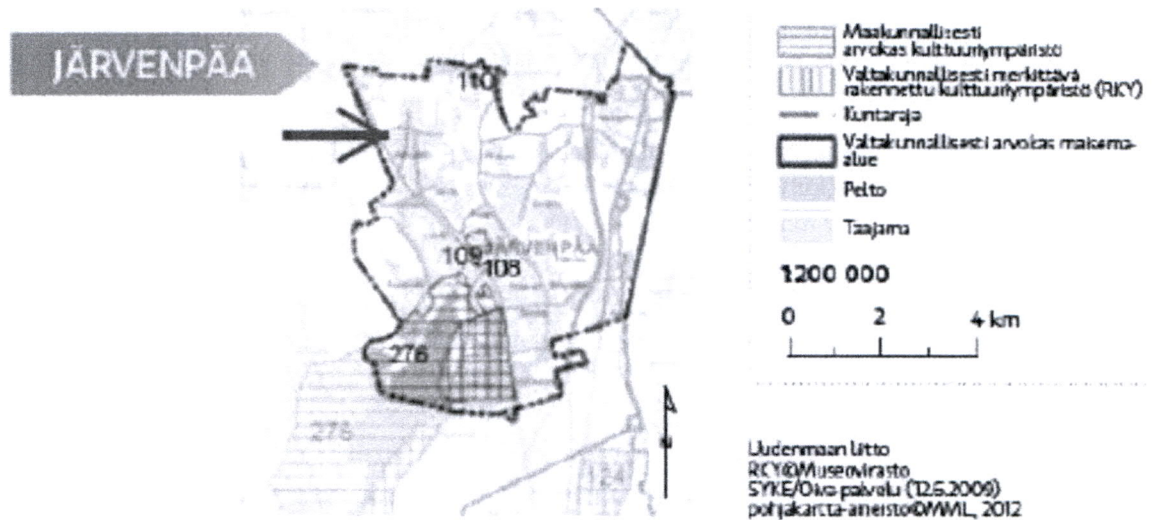 JÄRVENPÄÄ
110
109
JÄRVENPÄÄ
108
276
276
124
Maakunnallisesti
arvokas kulttuuriympäristö
Valtakunnallisesti merkittävä
rakennettu kulttuuriympäristö (RKY)
Kuntaraja
Valtakunnallisesti arvokas maisema-
alue
Pelto
Taajama
1:200 000
0 2 4 km
Uudenmaan liitto
RKY©Museovirasto
SYKE/Oiva palvelu (12.5.2009)
pohjakartta-aineisto©MML, 2012